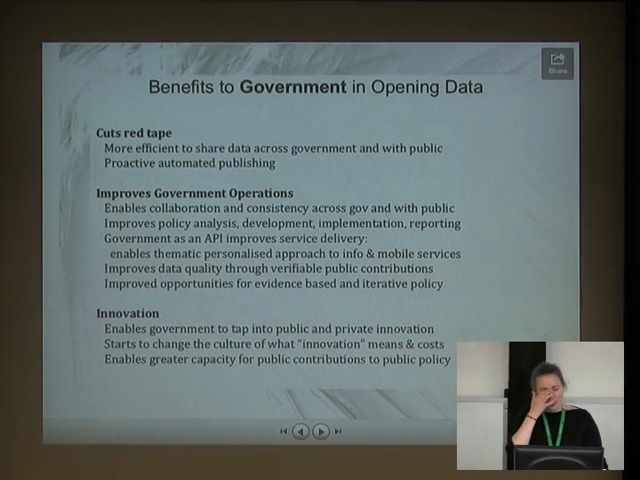 Share
Benefits to Government in Opening Data
Cuts red tape
More efficient to share data across government and with public
Proactive automated publishing
Improves Government Operations
Enables collaboration and consistency across gov and with public
Improves policy analysis, development, implementation, reporting
Government as an API improves service delivery:
enables thematic personalised approach to info & mobile services
Improves data quality through verifiable public contributions
Improved opportunities for evidence based and iterative policy
Innovation
Enables government to tap into public and private innovation
Starts to change the culture of what "innovation" means & costs
Enables greater capacity for public contributions to public policy